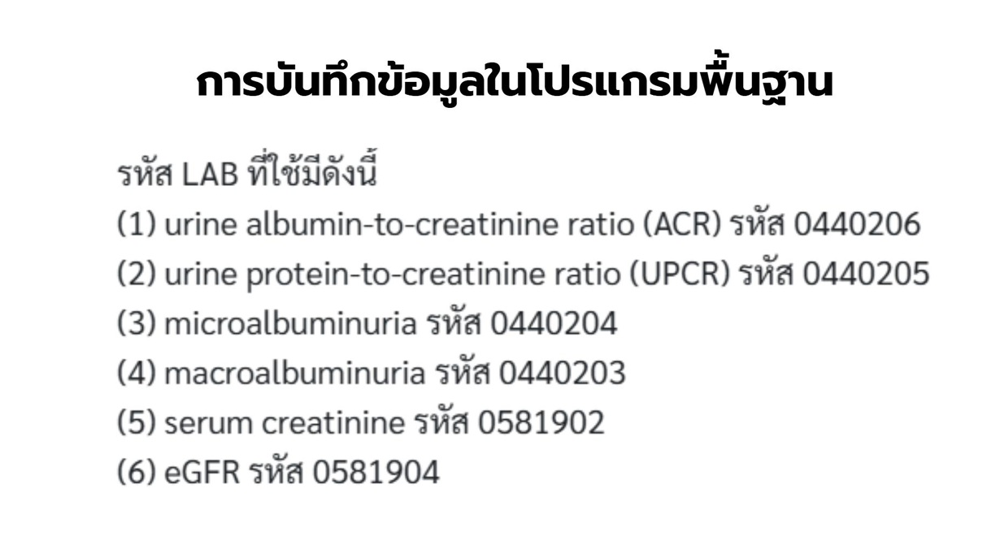 การบันทึกข้อมูลในโปรแกรมพื้นฐาน
รหัส LAB ที่ใช้มีดังนี้
(1) urine albumin-to-creatinine ratio (ACR) รหัส 0440206
(2) urine protein-to-creatinine ratio (UPCR) รหัส 0440205
(3) microalbuminuria รหัส 0440204
(4) macroalbuminuria รหัส 0440203
(5) serum creatinine รหัส 0581902
(6) eGFR รหัส 0581904